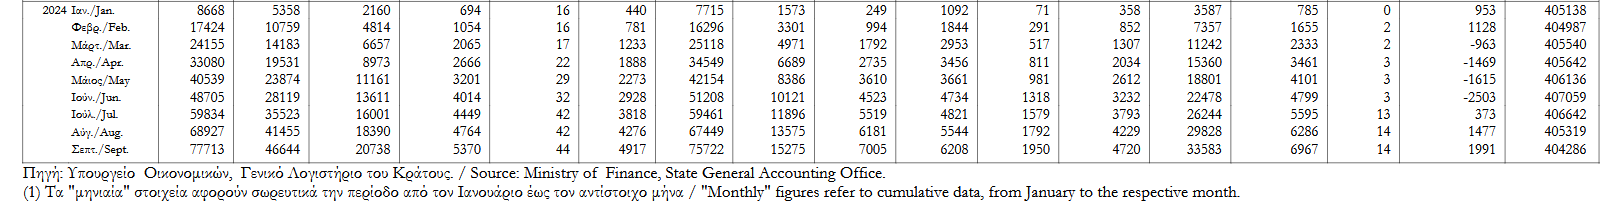 2024 Ιαν./Jan. 8668 5358 2160 694 16 440 7715 1573 249 1092 71 358 3587 785 0 953 405138
Φεβρ./Feb. 17424 10759 4814 1054 16 781 16296 3301 994 1844 291 852 7357 1655 2 1128 404987
Μάρτ./Mar. 24155 14183 6657 2065 17 1233 25118 4971 1792 2953 517 1307 11242 2333 2 -963 405540
Απρ./Apr. 33080 19531 8973 2666 22 1888 34549 6689 2735 3456 811 2034 15360 3461 3 -1469 405642
Μάιος/May 40539 23874 11161 3201 29 2273 42154 8386 3610 3661 981 2612 18801 4101 3 -1615 406136
Ιούν./Jun. 48705 28119 13611 4014 32 2928 51208 10121 4523 4734 1318 3232 22478 4799 3 -2503 407059
Ιούλ./Jul. 59834 35523 16001 4449 42 3818 59461 11896 5519 4821 1579 3793 26244 5595 13 373 406642
Αύγ./Aug. 68927 41455 18390 4764 42 4276 67449 13575 6181 5544 1792 4229 29828 6286 14 1477 405319
Σεπτ./Sept. 77713 46644 20738 5370 44 4917 75722 15275 7005 6208 1950 4720 33583 6967 14 1991 404286
Πηγή: Υπουργείο Οικονομικών, Γενικό Λογιστήριο του Κράτους. / Source: Ministry of Finance, State General Accounting Office.
(1) Τα "μηνιαία" στοιχεία αφορούν σωρευτικά την περίοδο από τον Ιανουάριο έως τον αντίστοιχο μήνα / "Monthly" figures refer to cumulative data, from January to the respective month.